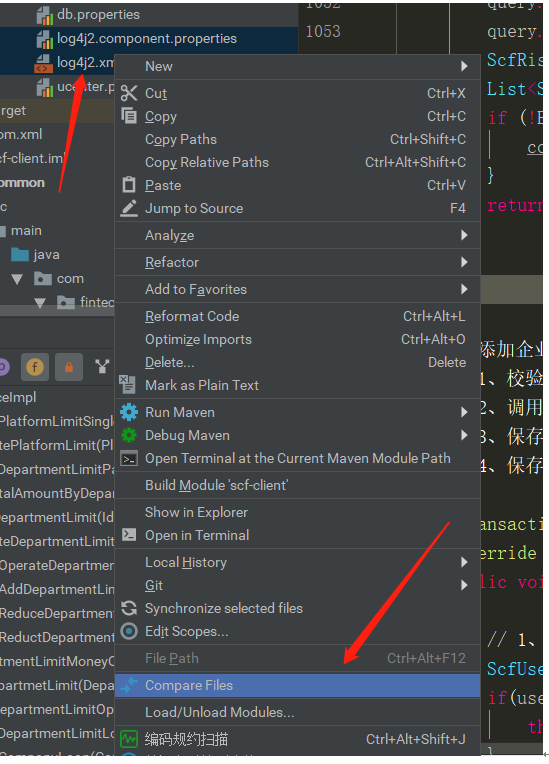 db.properties
log4j2.component.properties
log4j2.xm
ucenter.p
rget
om.xml
cf-client.iml
ommon
c
main
java
com
fintec
ceImpl
PlatformLimitSingl
tePlatformLimit(Pl
DepartmentLimitPa
talAmountByDepar
DepartmentLimit(Id
teDepartmentLimit
OperateDepartmen
AddDepartmentLim
ReduceDepartmen
ReductDepartment
tmentLimitMoneyC
partmetLimit(Depa
DepartmentLimitOp
DepartmentLimitLo
New
Cut Ctrl+X
Copy Ctrl+C
Copy Paths Ctrl+Shift+C
Copy Relative Paths Ctrl+Alt+Shift+C
Paste Ctrl+V
Jump to Source F4
Analyze
Refactor
Add to Favorites
Reformat Code Ctrl+Alt+L
Optimize Imports Ctrl+Alt+O
Delete... Delete
Mark as Plain Text
Run Maven
Debug Maven
Open Terminal at the Current Maven Module Path
Build Module 'scf-client'
Show in Explorer
Open in Terminal
Local History
Git
Synchronize selected files
Edit Scopes...
File Path Ctrl+Alt+F12
Compare Files
Load/Unload Modules...
编码规约扫描 Ctrl+Alt+Shift+J
1052 query.
1053 query.
ScfRis
List<S
if (!E
co
}
return
添加企业
1、校验
2、调用
3、保存
4、保存
ansacti
erride
lic voi
// 1、
ScfUse
if(use
th
}